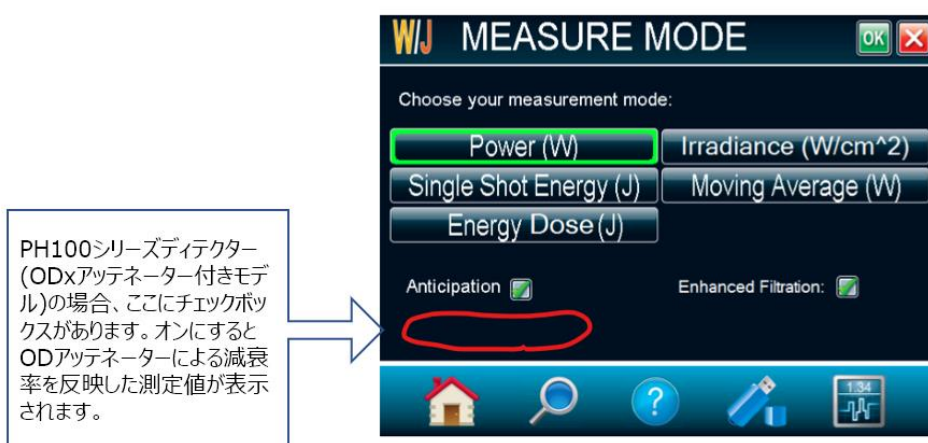 W/J MEASURE MODE OK
Choose your measurement mode:
Power (W) Irradiance (W/cm^2)
Single Shot Energy (J) Moving Average (W)
Energy Dose (J)
Anticipation Enhanced Filtration:
1.34
PH100シリーズディテクター
(ODxアッテネーター付きモデ
ル)の場合、ここにチェックボッ
クスがあります。オンにすると
ODアッテネーターによる減衰
率を反映した測定値が表示
されます。